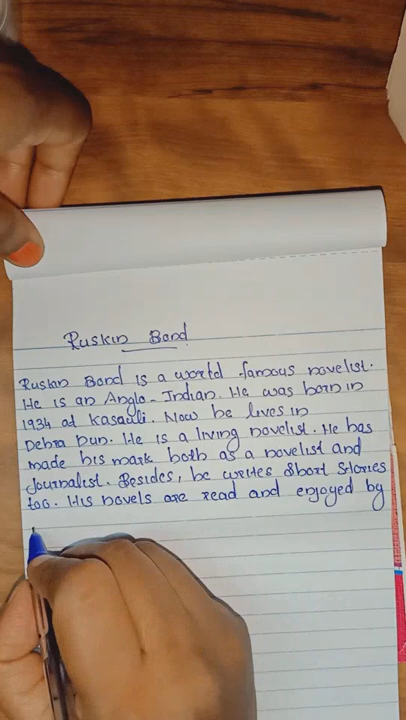 Ruskin Bond
Ruskin Bond is a world famous novelist.
He is an Anglo-Indian. He was born in
1934 at Kasauli. Now he lives in
Dehra Dun. He is a living novelist. He has
made his mark both as a novelist and
Journalist. Besides, he writes short stories
too. His novels are read and enjoyed by